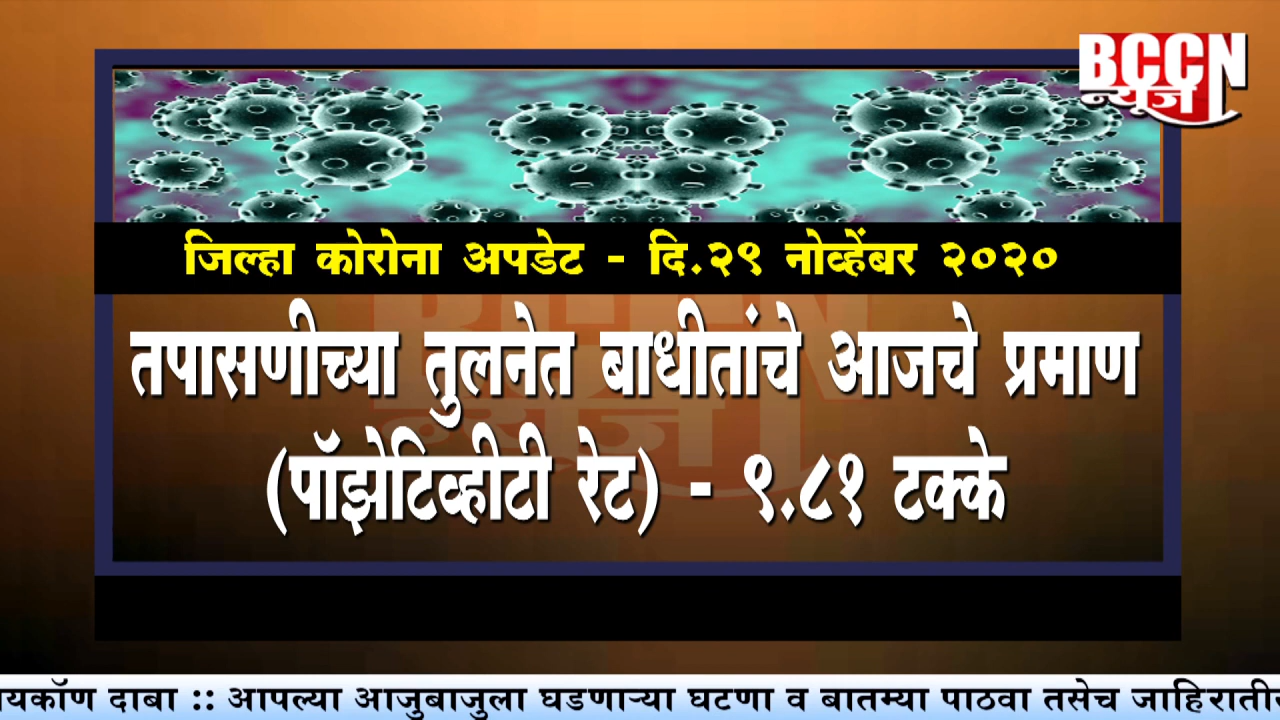 BCCN
न्यूज
जिल्हा कोरोना अपडेट - दि.२९ नोव्हेंबर २०२०
तपासणीच्या तुलनेत बाधीतांचे आजचे प्रमाण
(पॉझोटिव्हीटी रेट) - ९.८१ टक्के
यकॉण दाबा :: आपल्या आजुबाजुला घडणाऱ्या घटणा व बातम्या पाठवा तसेच जाहिराती